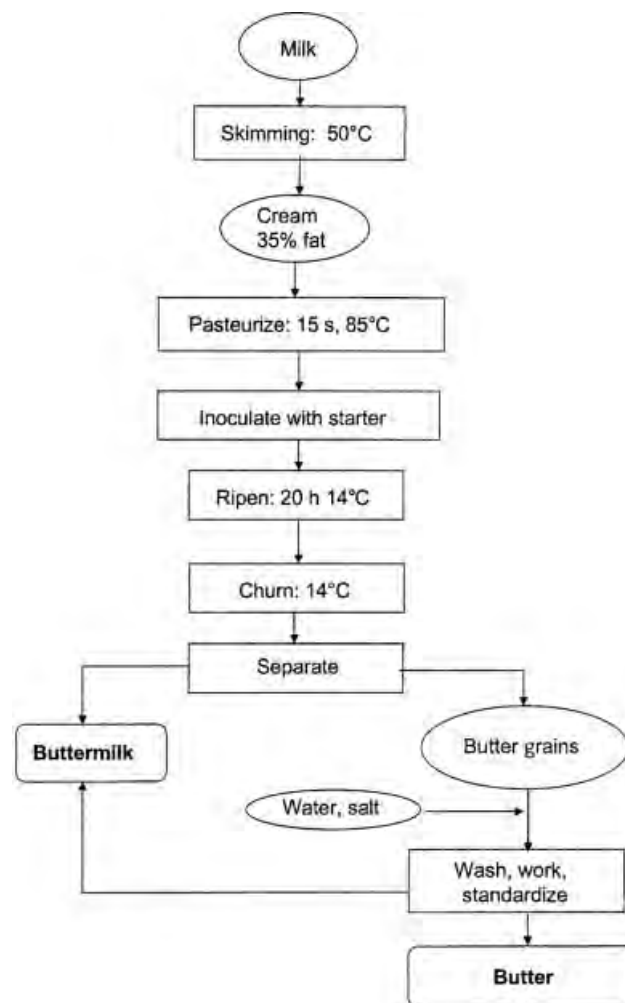 Milk
Skimming: 50°C
Cream
35% fat
Pasteurize: 15 s, 85°C
Inoculate with starter
Ripen: 20 h 14°C
Churn: 14°C
Separate
Buttermilk
Butter grains
Water, salt
Wash, work,
standardize
Butter